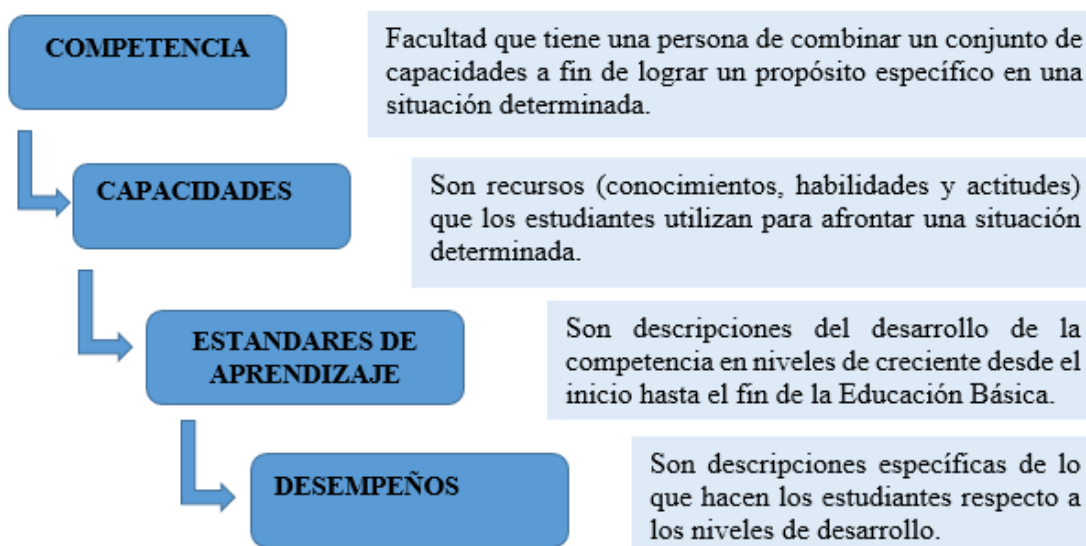 COMPETENCIA
Facultad que tiene una persona de combinar un conjunto de
capacidades a fin de lograr un propósito específico en una
situación determinada.
CAPACIDADES
Son recursos (conocimientos, habilidades y actitudes)
que los estudiantes utilizan para afrontar una situación
determinada.
ESTANDARES DE
APRENDIZAJE
Son descripciones del desarrollo de la
competencia en niveles de creciente desde el
inicio hasta el fin de la Educación Básica.
DESEMPEÑOS
Son descripciones específicas de lo
que hacen los estudiantes respecto a
los niveles de desarrollo.